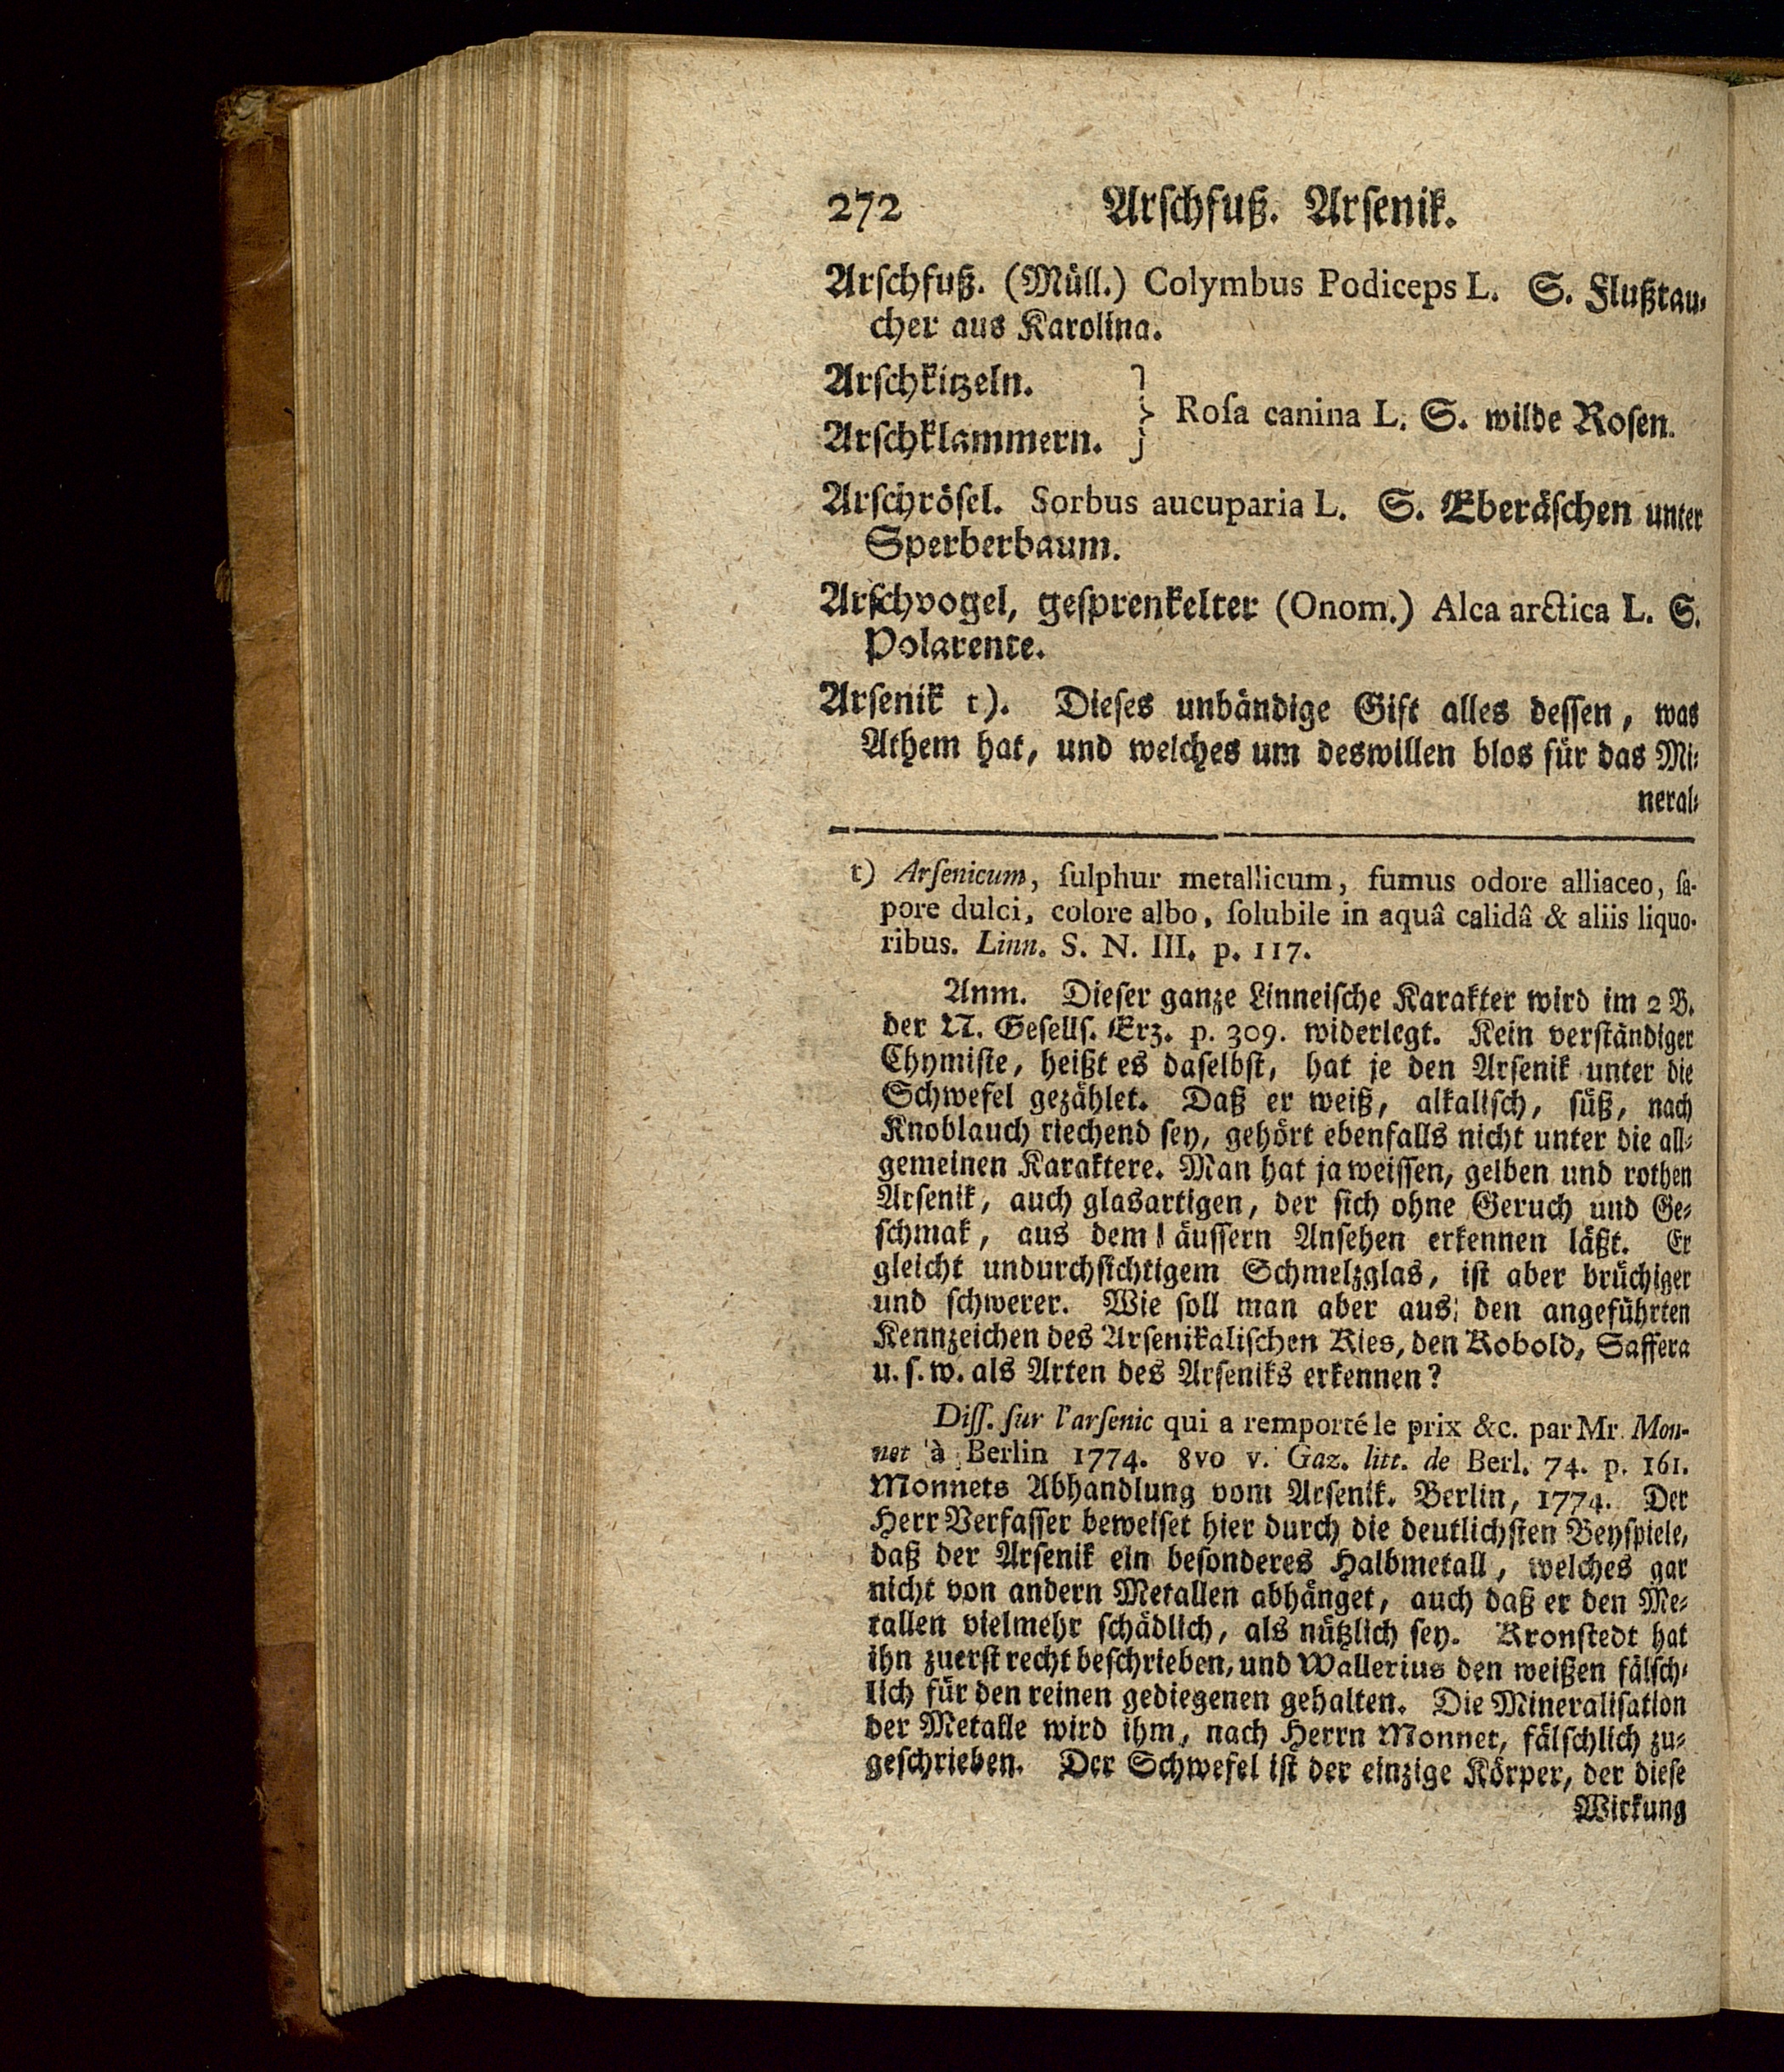 272 Arſchfuß. Arſenik.
Arſchfuß. (Müll.) Colymbus Podiceps L. S. Flußtau-
cher aus Karolina.
Arſchkitzeln.
Arſchklammern. } Roſa canina L. S. wilde Roſen.
Arſchröſel. Sorbus aucuparia L. S. Eberäſchen unter
Sperberbaum.
Arſchvogel, geſprenkelter (Onom.) Alca arctica L. S.
Polarente.
Arſenik t). Dieſes unbändige Gift alles deſſen, was
Athem hat, und welches um deswillen blos für das Mi-
neral-
t) Arſenicum, ſulphur metallicum, fumus odore alliaceo, ſa-
pore dulci, colore albo, ſolubile in aquâ calidâ & aliis liquo-
ribus. Linn. S. N. III. p. 117.
Anm. Dieſer ganze Linneiſche Karakter wird im 2 B.
der N. Geſellſ. Erz. p. 309. widerlegt. Kein verſtändiger
Chymiſte, heißt es daſelbſt, hat je den Arſenik unter die
Schwefel gezählet. Daß er weiß, alkaliſch, ſüß, nach
Knoblauch riechend ſey, gehört ebenfalls nicht unter die all-
gemeinen Karaktere. Man hat ja weiſſen, gelben und rothen
Arſenik, auch glasartigen, der ſich ohne Geruch und Ge-
ſchmak, aus dem äuſſern Anſehen erkennen läßt. Er
gleicht undurchſichtigem Schmelzglas, iſt aber brüchiger
und ſchwerer. Wie ſoll man aber aus den angeführten
Kennzeichen des Arſenikaliſchen Kies, den Kobold, Saffera
u. ſ. w. als Arten des Arſeniks erkennen?
Diſſ. ſur l'arſenic qui a remporté le prix &c. par Mr. Mon-
net à Berlin 1774. 8vo v. Gaz. litt. de Berl. 74. p. 161.
Monnets Abhandlung vom Arſenik. Berlin, 1774. Der
Herr Verfaſſer beweiſet hier durch die deutlichſten Beyſpiele,
daß der Arſenik ein beſonderes Halbmetall, welches gar
nicht von andern Metallen abhänget, auch daß er den Me-
tallen vielmehr ſchädlich, als nützlich ſey. Kronſtedt hat
ihn zuerſt recht beſchrieben, und Wallerius den weißen fälſch-
lich für den reinen gediegenen gehalten. Die Mineraliſation
der Metalle wird ihm, nach Herrn Monnet, fälſchlich zu-
geſchrieben. Der Schwefel iſt der einzige Körper, der dieſe
Wirkung